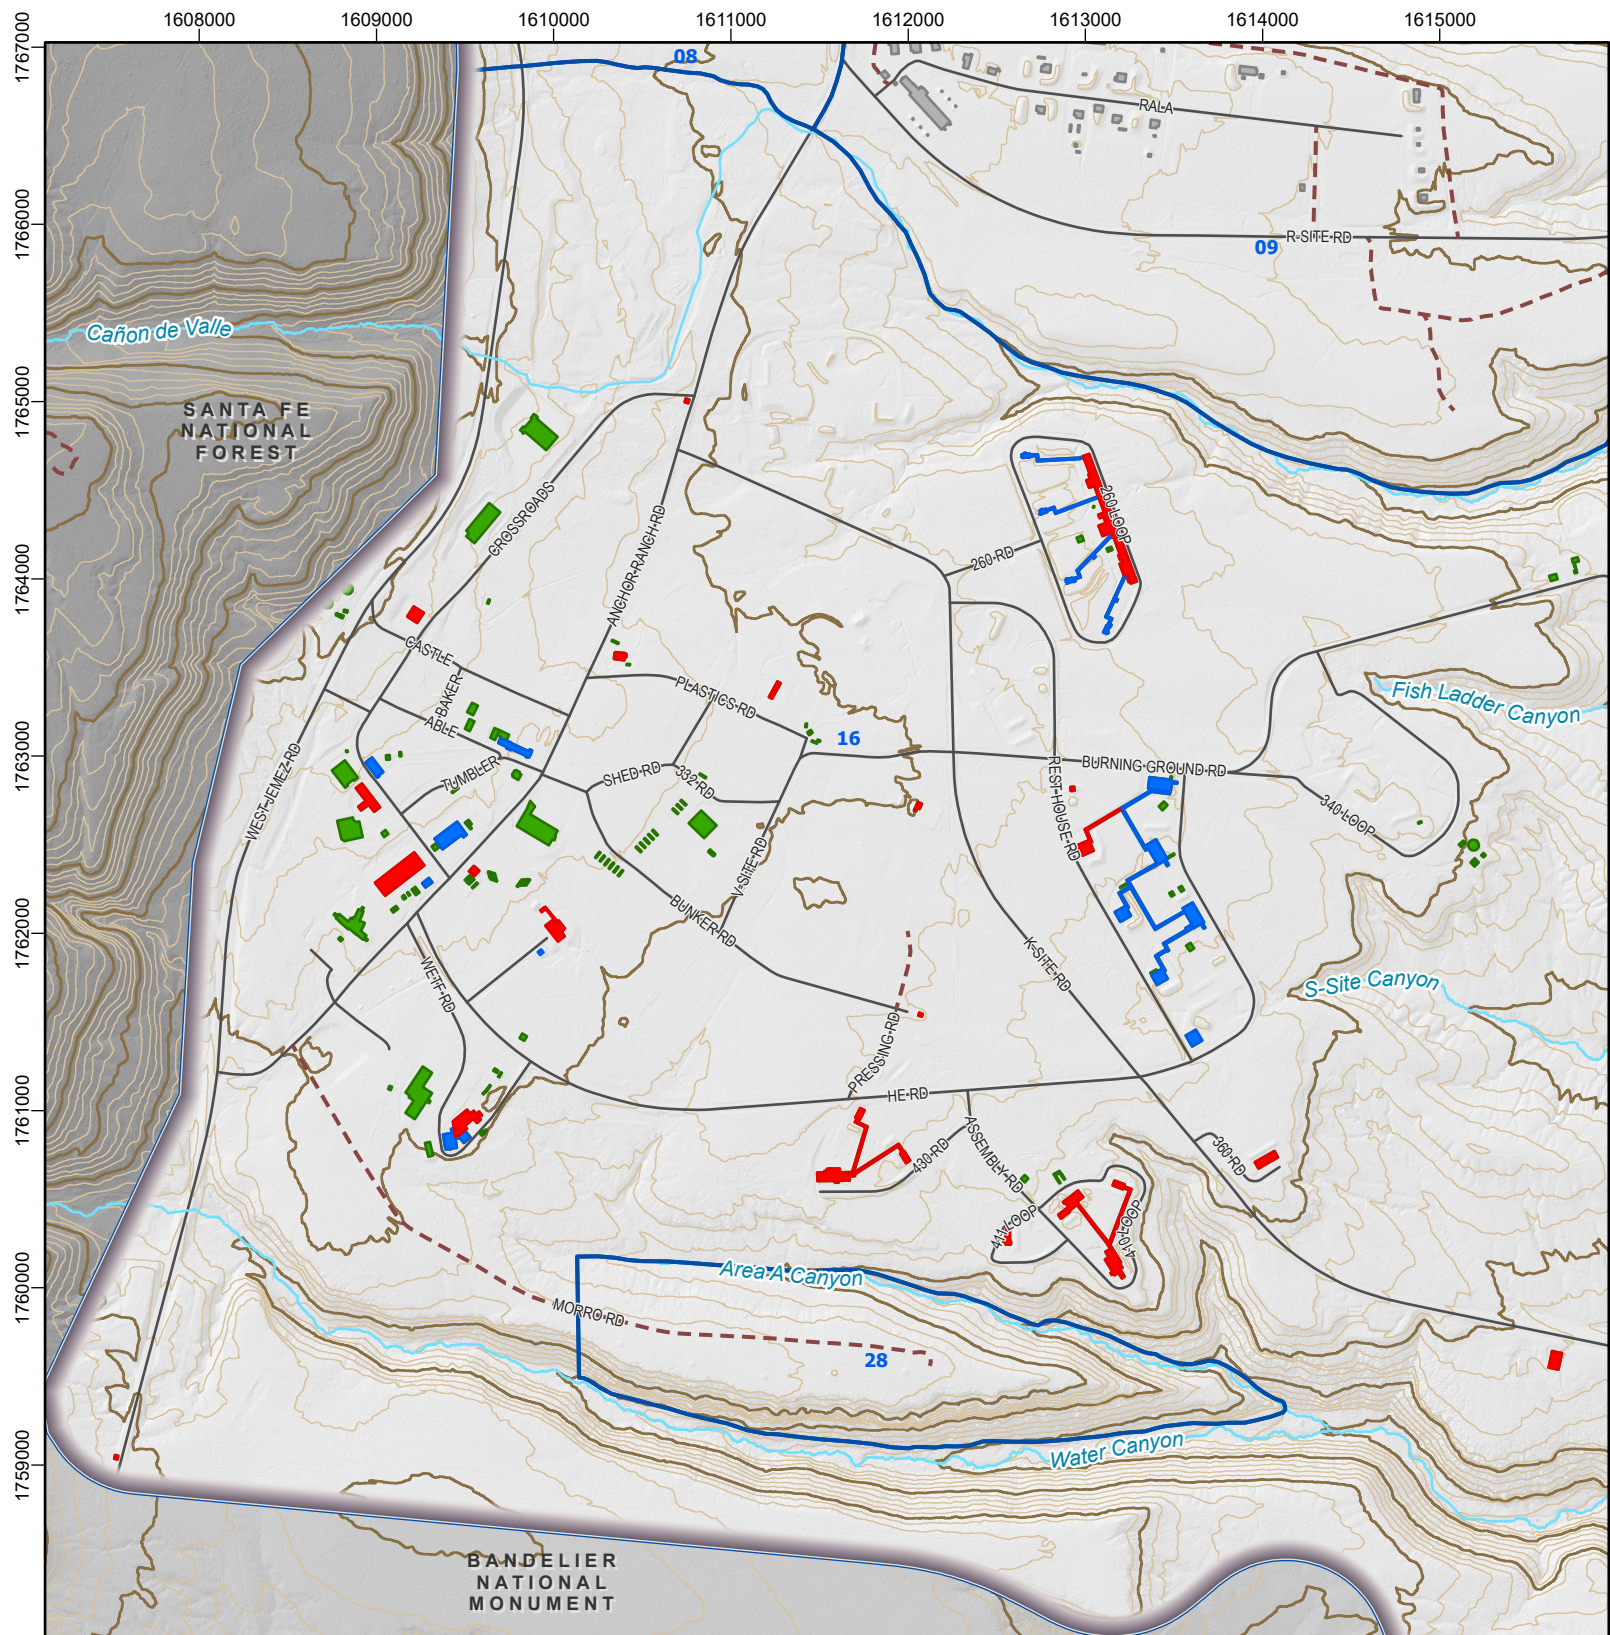 1608000 1609000 1610000 1611000 1612000 1613000 1614000 1615000
1767000
1766000
1765000
1764000
1763000
1762000
1761000
1760000
1759000
08
RALA
R-SITE RD
09
Cañon de Valle
SANTA FE
NATIONAL
FOREST
CROSSROADS
ANCHOR RANCH RD
260 LOOP
260 RD
CASTLE
BAKER
ABLE
PLASTICS RD
Fish Ladder Canyon
16
WEST JEMEZ RD
TUMBLER
SHED RD
332 RD
BURNING GROUND RD
REST HOUSE RD
340 LOOP
V-SITE RD
BUNKER RD
K-SITE RD
WETF RD
S-Site Canyon
PRESSING RD
HE RD
ASSEMBLY RD
430 RD
360 RD
411 LOOP
410 LOOP
Area A Canyon
MORRO RD
28
Water Canyon
BANDELIER
NATIONAL
MONUMENT